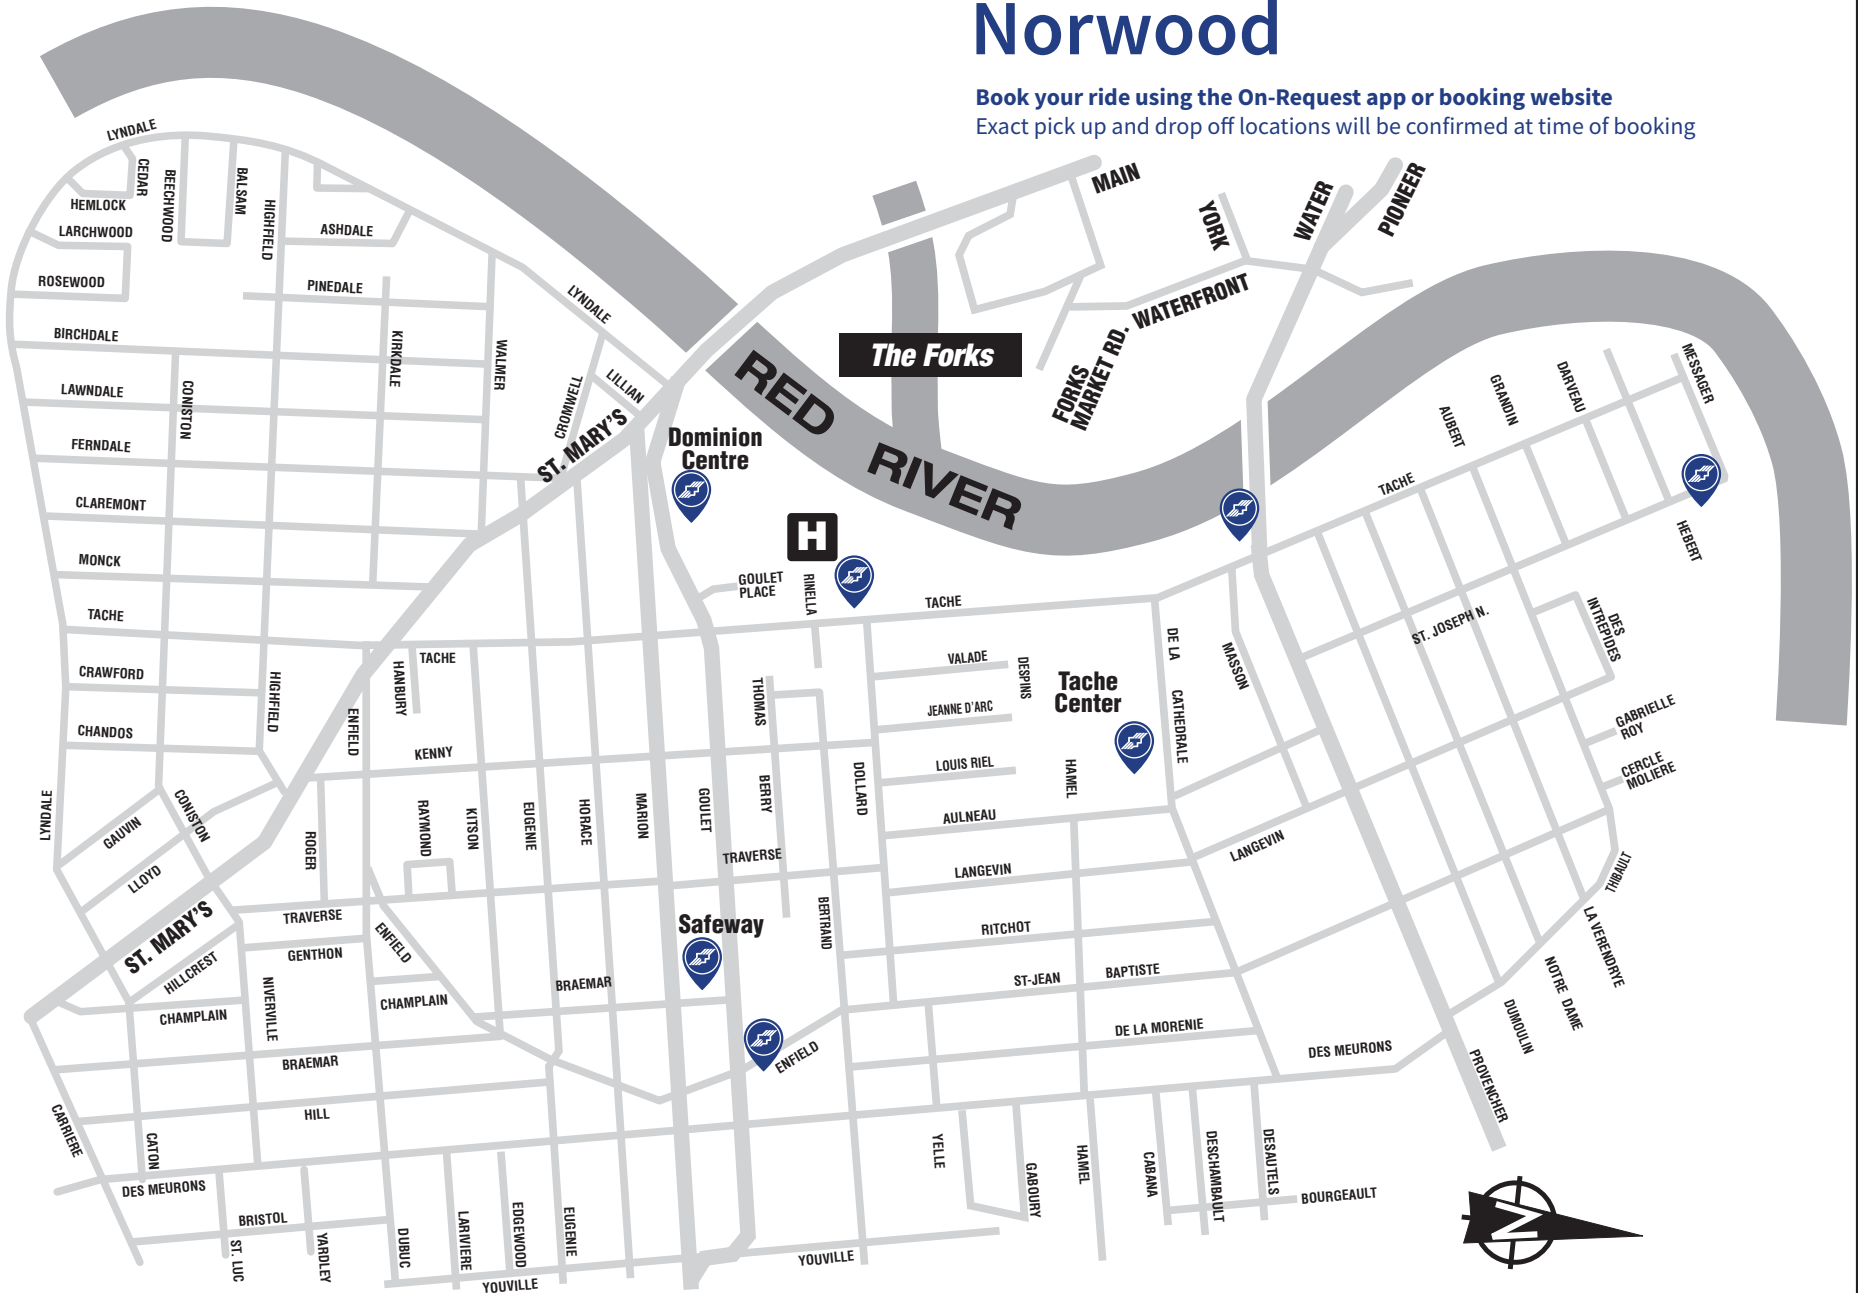 Norwood
Book your ride using the On-Request app or booking website
Exact pick up and drop off locations will be confirmed at time of booking
LYNDALE
CEDAR
BEECHWOOD
BALSAM
HIGHFIELD
HEMLOCK
LARCHWOOD
ASHDALE
ROSEWOOD
PINEDALE
LYNDALE
BIRCHDALE
KIRKDALE
WALMER
LAWNDALE
CONISTON
CROMWELL
LILLIAN
FERNDALE
ST. MARY'S
CLAREMONT
MONCK
TACHE
CRAWFORD
CHANDOS
HIGHFIELD
LYNDALE
GAUVIN
CONISTON
LLOYD
ST. MARY'S
HILLCREST
MAIN
YORK
WATER
PIONEER
WATERFRONT
FORKS
MARKET RD.
The Forks
RED RIVER
Dominion
Centre
H
GOULET
PLACE
RINELLA
TACHE
TACHE
HANBURY
ENFIELD
KENNY
THOMAS
VALADE
DESPINS
JEANNE D'ARC
LOUIS RIEL
Tache
Center
DE LA CATHEDRALE
MASSON
HAMEL
AULNEAU
ROGER
RAYMOND
KITSON
EUGENIE
HORACE
MARION
GOULET
BERRY
DOLLARD
TRAVERSE
LANGEVIN
LANGEVIN
TRAVERSE
GENTHON
ENFIELD
Safeway
BERTRAND
RITCHOT
NIVERVILLE
CHAMPLAIN
CHAMPLAIN
BRAEMAR
ST-JEAN BAPTISTE
DE LA MORENIE
ENFIELD
BRAEMAR
HILL
CARRIERE
CATON
DES MEURONS
DES MEURONS
BRISTOL
ST. LUC
YARDLEY
DUBUC
LARIVIERE
EDGEWOOD
EUGENIE
YOUVILLE
YOUVILLE
YELLE
GABOURY
HAMEL
CABANA
DESCHAMBAULT
DESAUTELS
BOURGEAULT
TACHE
AUBERT
GRANDIN
DARVEAU
MESSAGER
HEBERT
ST. JOSEPH N.
DES
INTREPIDES
GABRIELLE
ROY
CERCLE
MOLIERE
THIBAULT
LA VERENDRYE
NOTRE DAME
DUMOULIN
PROVENCHER
N